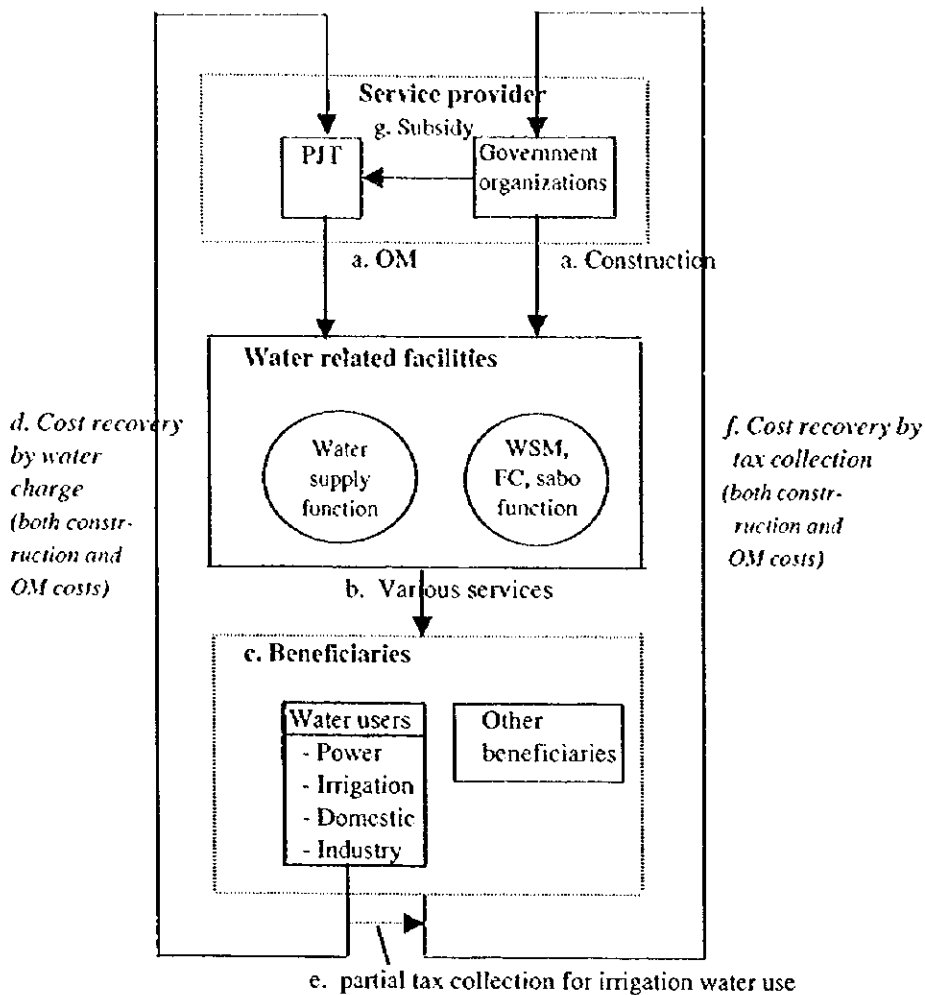 Service provider
g. Subsidy
PJT
Government
organizations
a. OM
a. Construction
Water related facilities
Water
supply
function
WSM,
FC, sabo
function
d. Cost recovery
by water
charge
(both constr-
ruction and
OM costs)
f. Cost recovery by
tax collection
(both constr-
ruction and
OM costs)
b. Various services
c. Beneficiaries
Water users
- Power
- Irrigation
- Domestic
- Industry
Other
beneficiaries
e. partial tax collection for irrigation water use